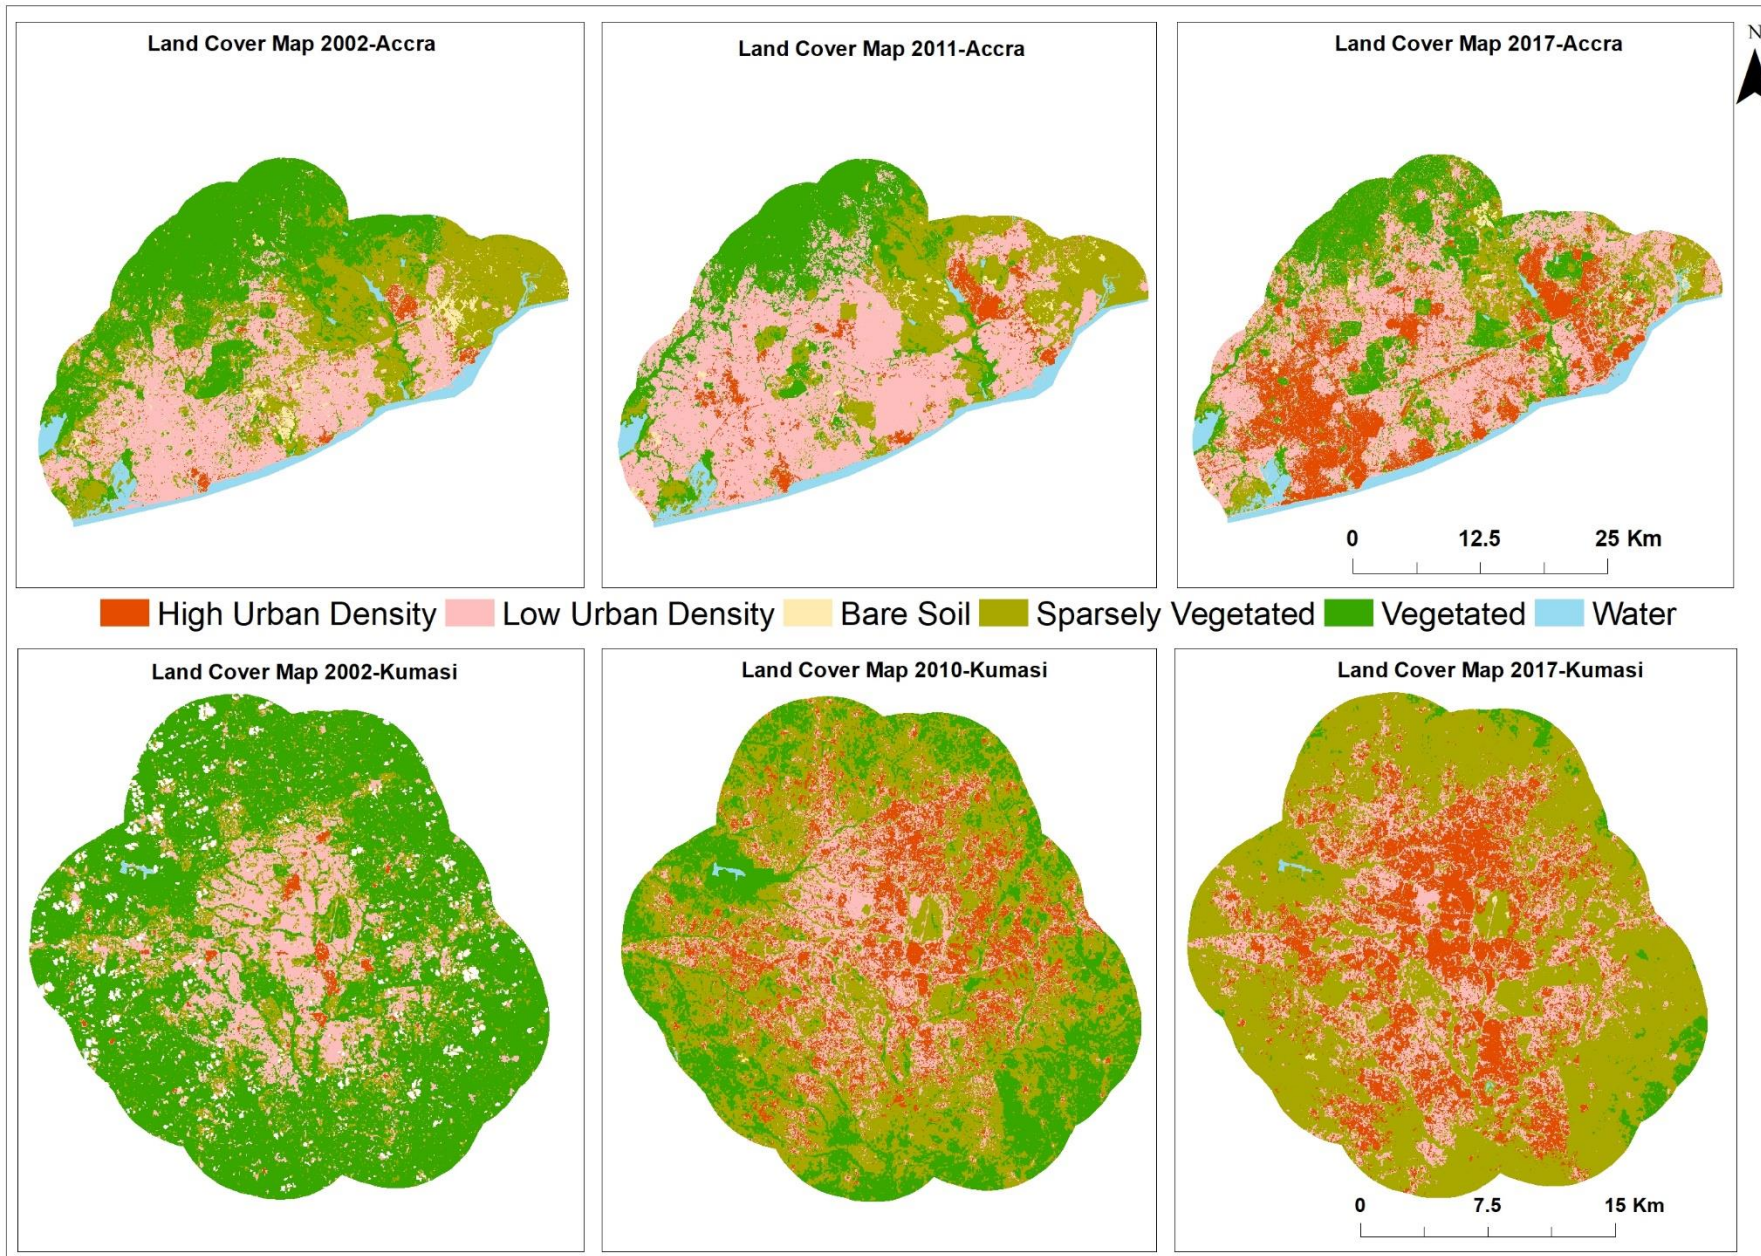 Land Cover Map 2002-Accra
Land Cover Map 2011-Accra
Land Cover Map 2017-Accra
N
0 12.5 25 Km
High Urban Density Low Urban Density Bare Soil Sparsely Vegetated Vegetated Water
Land Cover Map 2002-Kumasi
Land Cover Map 2010-Kumasi
Land Cover Map 2017-Kumasi
0 7.5 15 Km